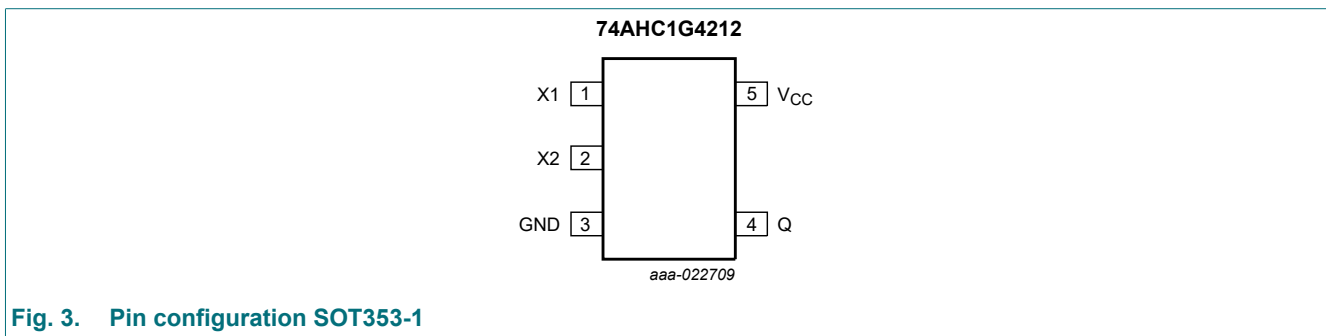 74AHC1G4212
X1 1 5 VCC
X2 2
GND 3 4 Q
aaa-022709
Fig. 3. Pin configuration SOT353-1